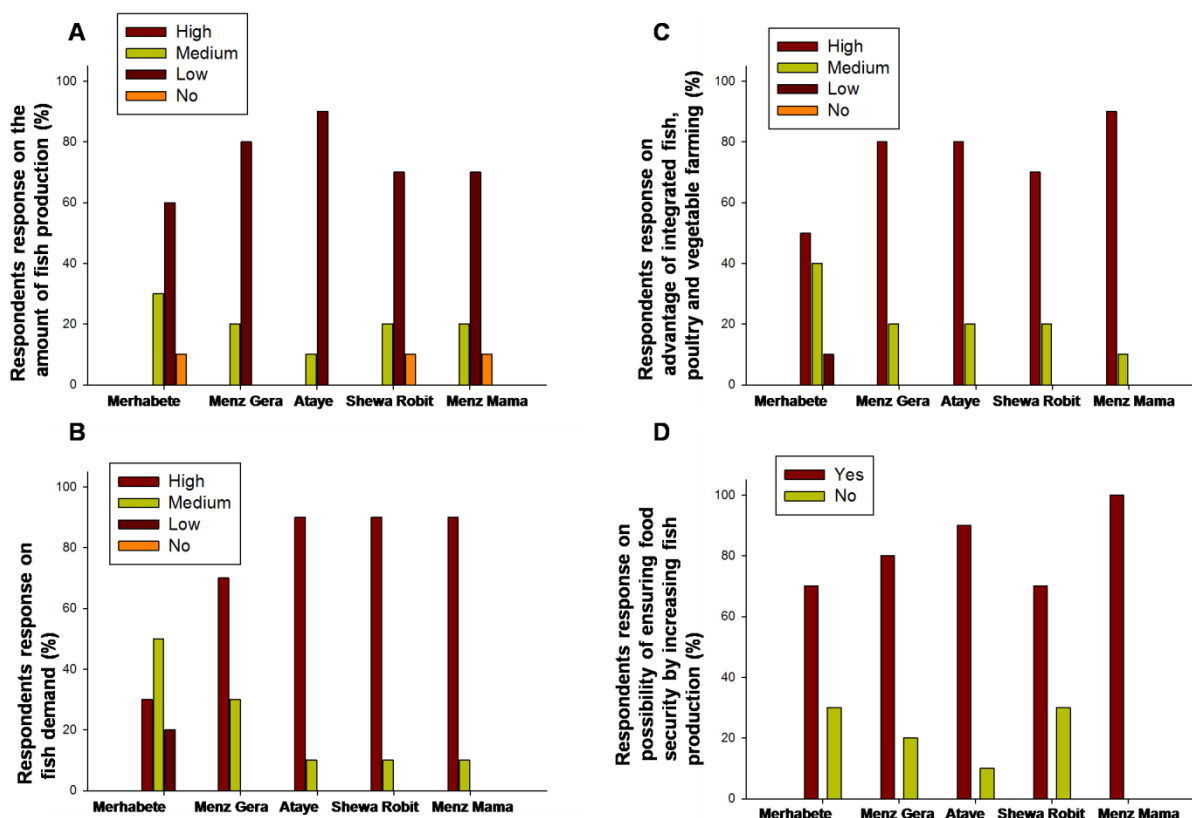 A
High
Medium
Low
No
Respondents response on the
amount of fish production (%)
100
80
60
40
20
0
Merhabete Menz Gera Ataye Shewa Robit Menz Mama
B
High
Medium
Low
No
Respondents response on
fish demand (%)
100
80
60
40
20
0
Merhabete Menz Gera Ataye Shewa Robit Menz Mama
C
High
Medium
Low
No
Respondents response on
advantage of integrated fish,
poultry and vegetable farming (%)
100
80
60
40
20
0
Merhabete Menz Gera Ataye Shewa Robit Menz Mama
D
Yes
No
Respondents response on
possibility of ensuring food
security by increasing fish
production (%)
100
80
60
40
20
0
Merhabete Menz Gera Ataye Shewa Robit Menz Mama